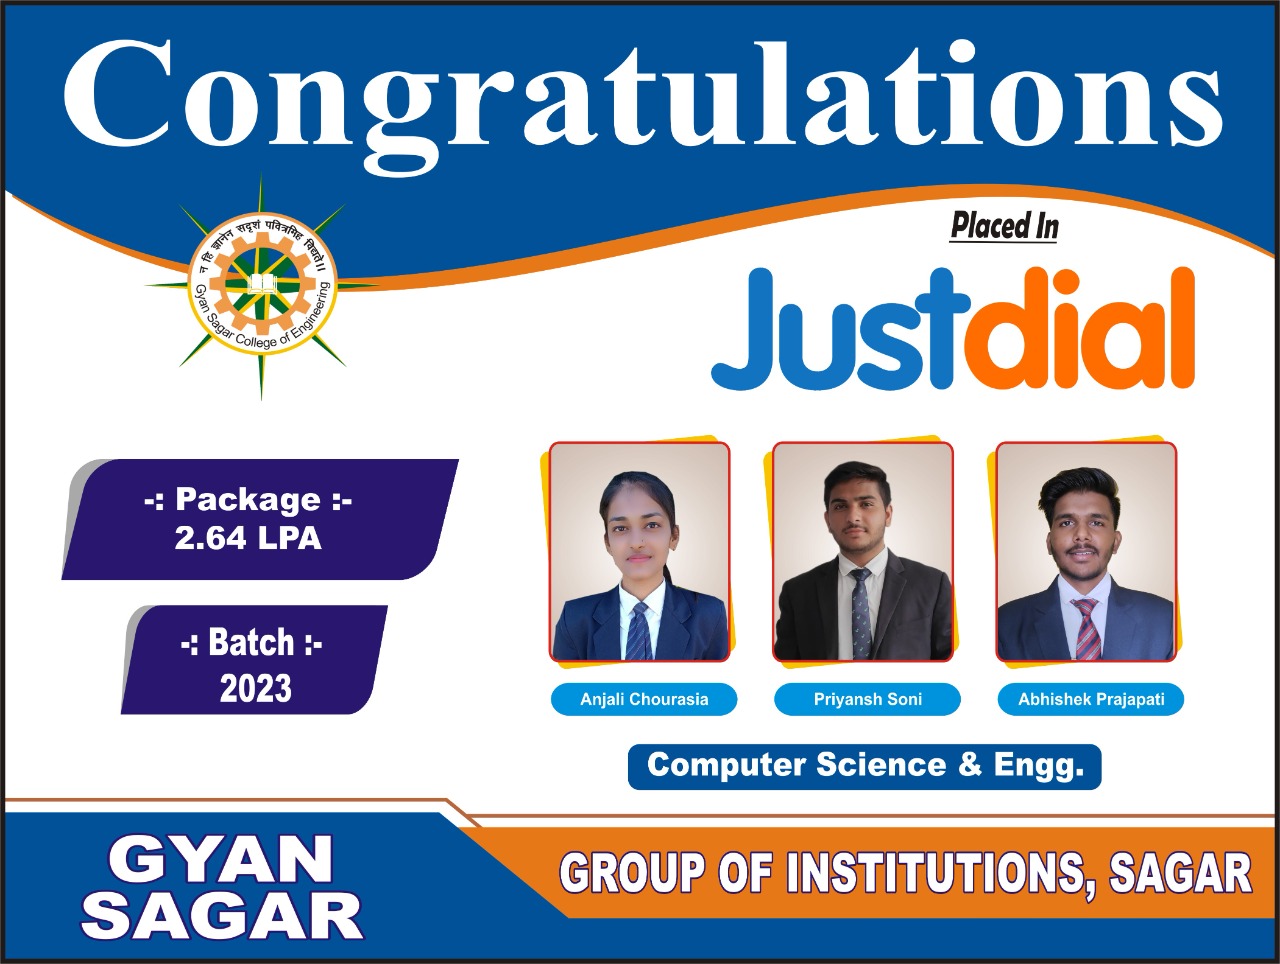 Congratulations
न हि ज्ञानेन सदृशं पवित्रमिह विद्यते।।
Gyan Sagar College of Engineering
Placed In
Justdial
-: Package :-
2.64 LPA
-: Batch :-
2023
Anjali Chourasia
Priyansh Soni
Abhishek Prajapati
Computer Science & Engg.
GYAN
SAGAR
GROUP OF INSTITUTIONS, SAGAR